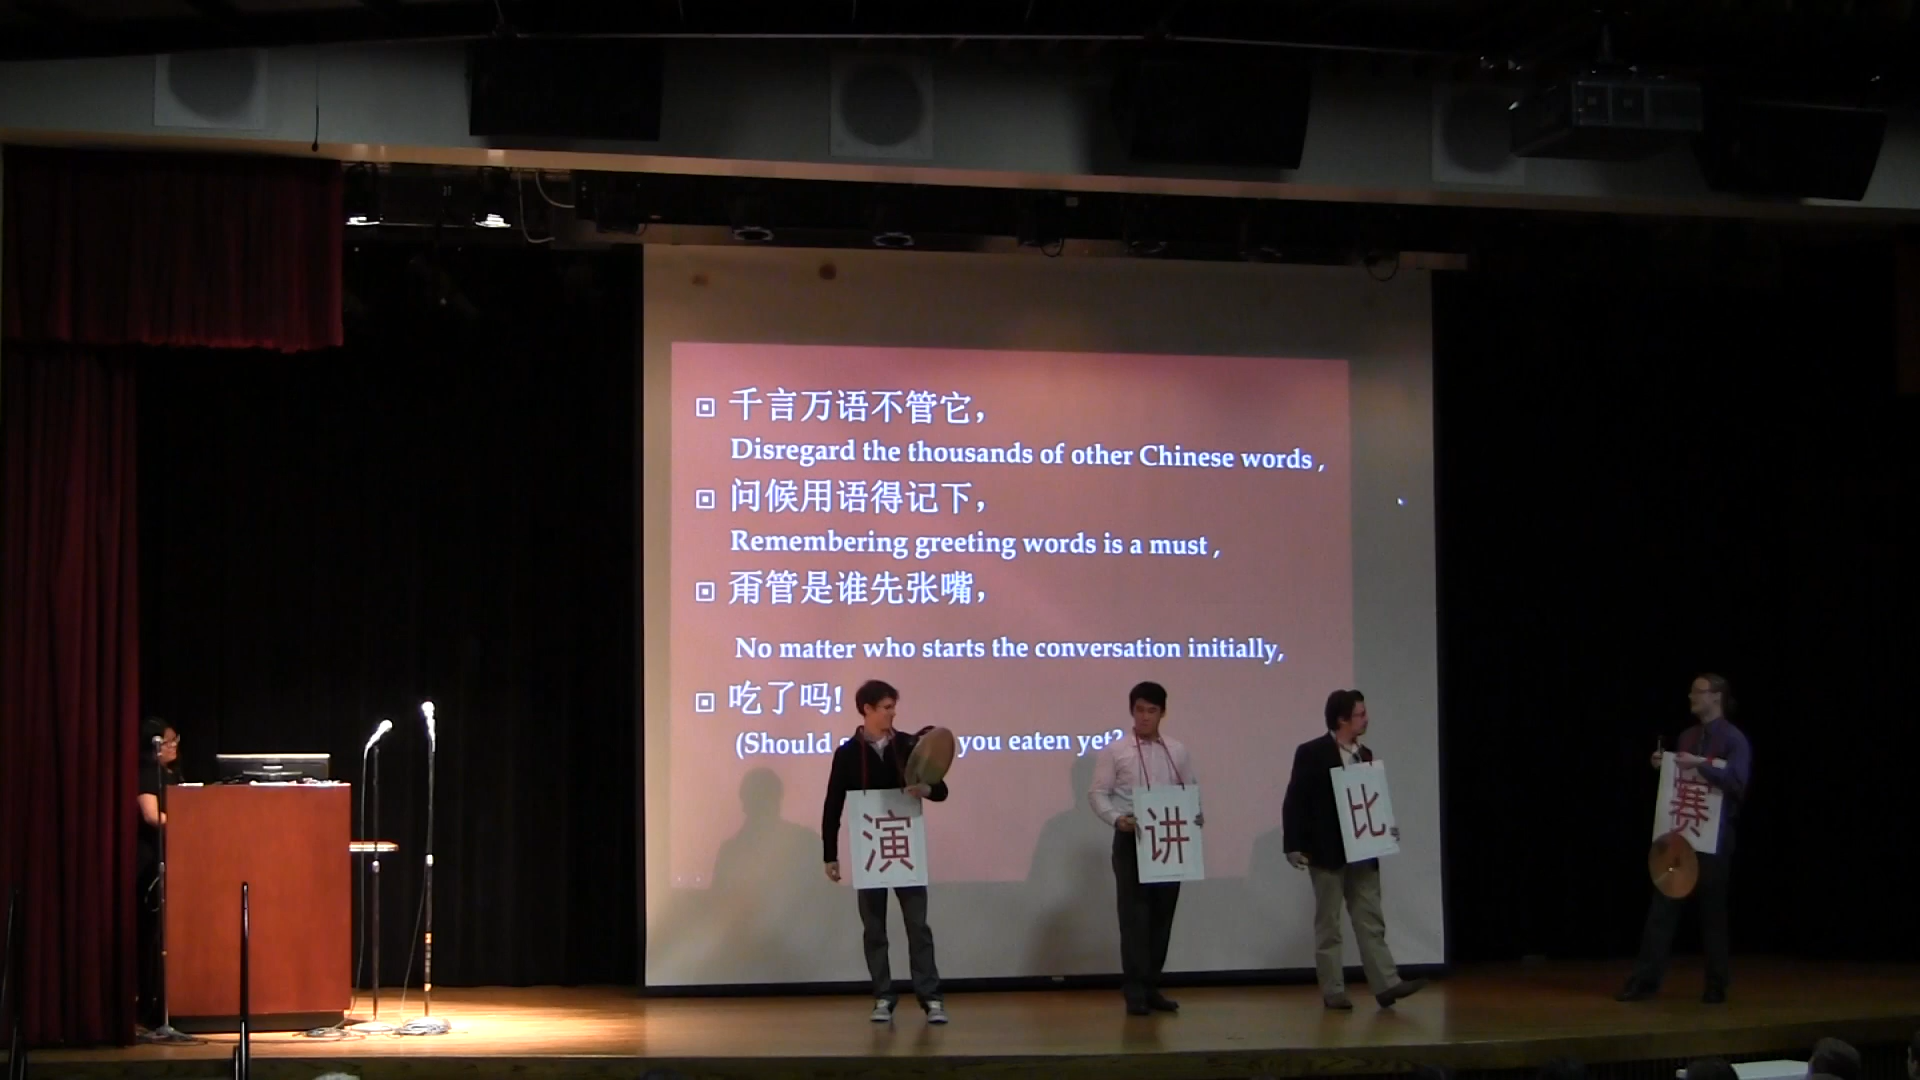 千言万语不管它，
Disregard the thousands of other Chinese words ,
问候用语得记下，
Remembering greeting words is a must ,
甭管是谁先张嘴，
No matter who starts the conversation initially,
吃了吗!
(Should you eaten yet?
演
讲
比
赛